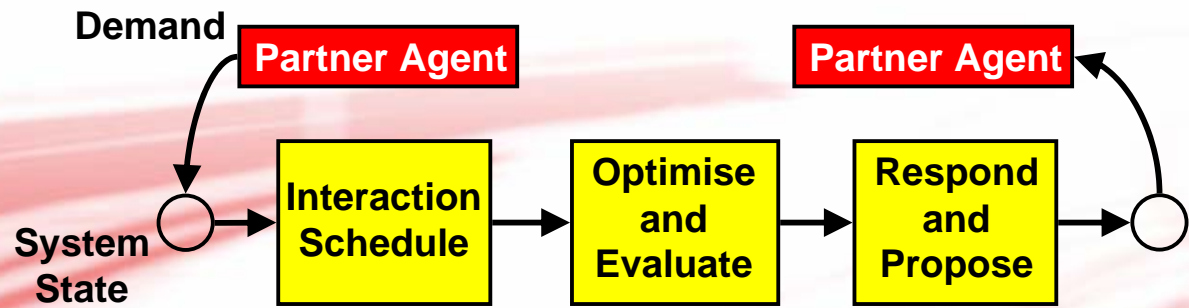 Demand
Partner Agent
Partner Agent
Interaction
Schedule
Optimise
and
Evaluate
Respond
and
Propose
System
State